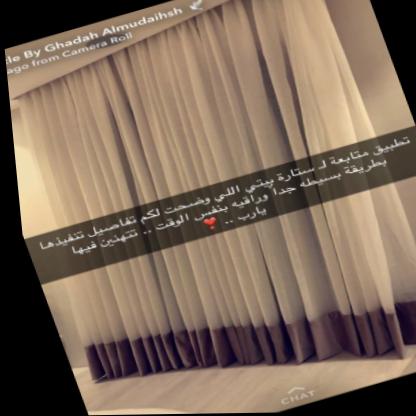 le By Ghadah Almudaihsh
ago from Camera Roll
تطبيق متابعة لـ ستارة بيتي اللي وضحت لكم تفاصيل تنفيذها
بطريقة بسيطه جداً وراقيه بنفس الوقت .. تتهنين فيها
يارب ..
CHAT